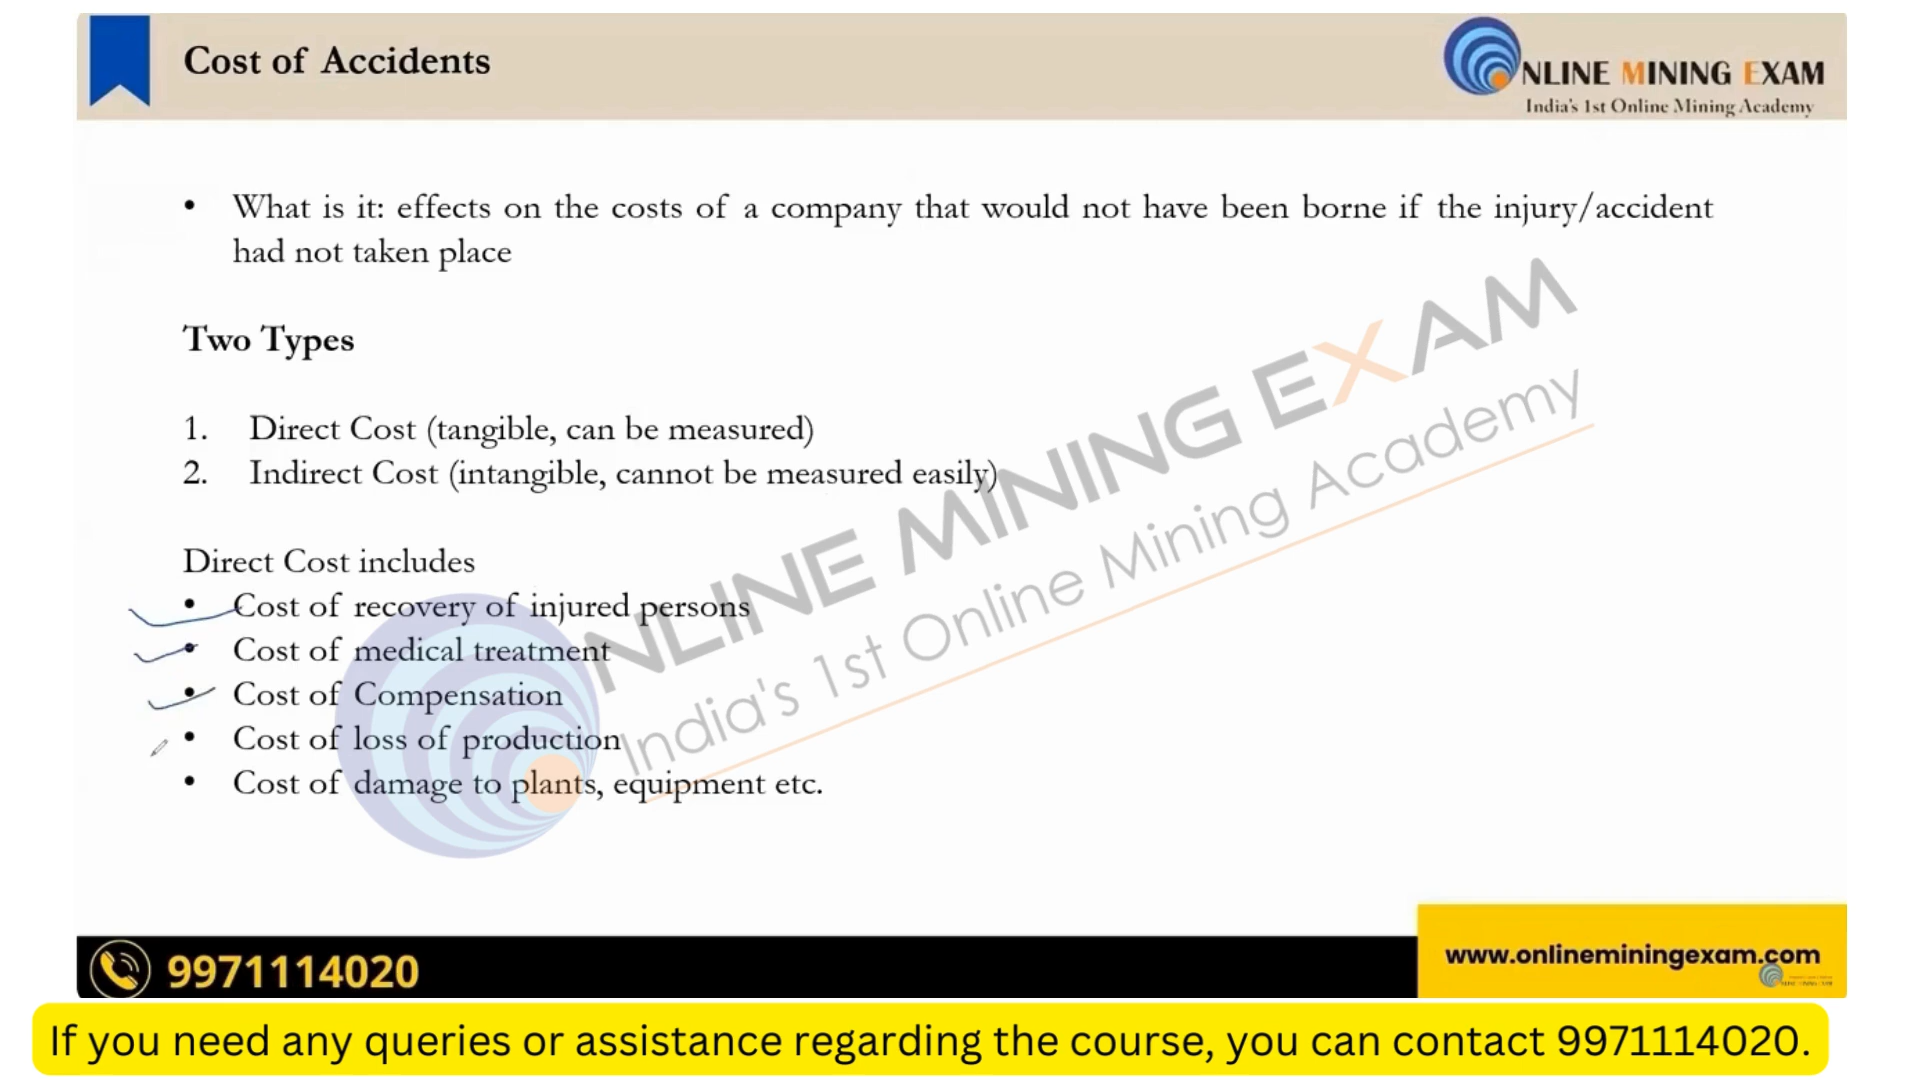 Cost of Accidents
ONLINE MINING EXAM
India's 1st Online Mining Academy
• What is it: effects on the costs of a company that would not have been borne if the injury/accident
had not taken place
Two Types
1. Direct Cost (tangible, can be measured)
2. Indirect Cost (intangible, cannot be measured easily)
Direct Cost includes
• Cost of recovery of injured persons
• Cost of medical treatment
• Cost of Compensation
• Cost of loss of production
• Cost of damage to plants, equipment etc.
ONLINE MINING EXAM
India's 1st Online Mining Academy
9971114020
www.onlineminingexam.com
If you need any queries or assistance regarding the course, you can contact 9971114020.